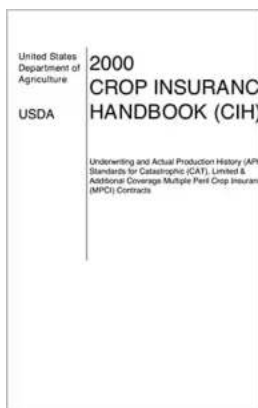 United States
Department of
Agriculture
USDA
2000
CROP INSURANC
HANDBOOK (CIH)
Underwriting and Actual Production History (APH
Standards for Catastrophic (CAT), Limited &
Additional Coverage Multiple Peril Crop Insuran
(MPCI) Contracts